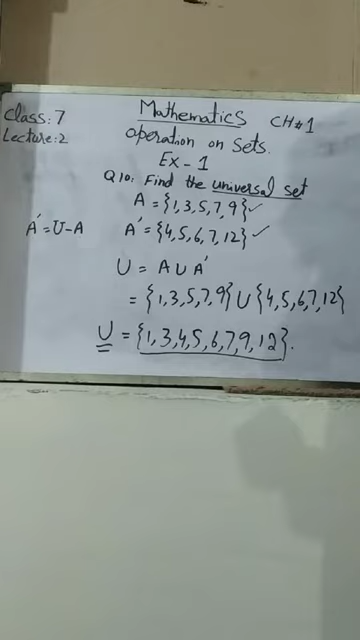 Class: 7
Mathematics
CH#1
Lecture: 2
operation on Sets.
Ex - 1
Q10. Find the universal set
A = {1,3,5,7,9} ✓
A' = U - A
A' = {4,5,6,7,12} ✓
U = A ∪ A'
= {1,3,5,7,9} ∪ {4,5,6,7,12}
U = {1,3,4,5,6,7,9,12}.